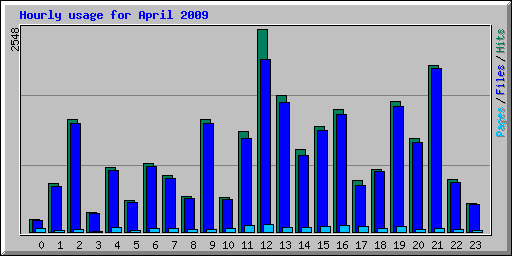 Hourly usage for April 2009
2548
Pages / Files / Hits
0 1 2 3 4 5 6 7 8 9 10 11 12 13 14 15 16 17 18 19 20 21 22 23